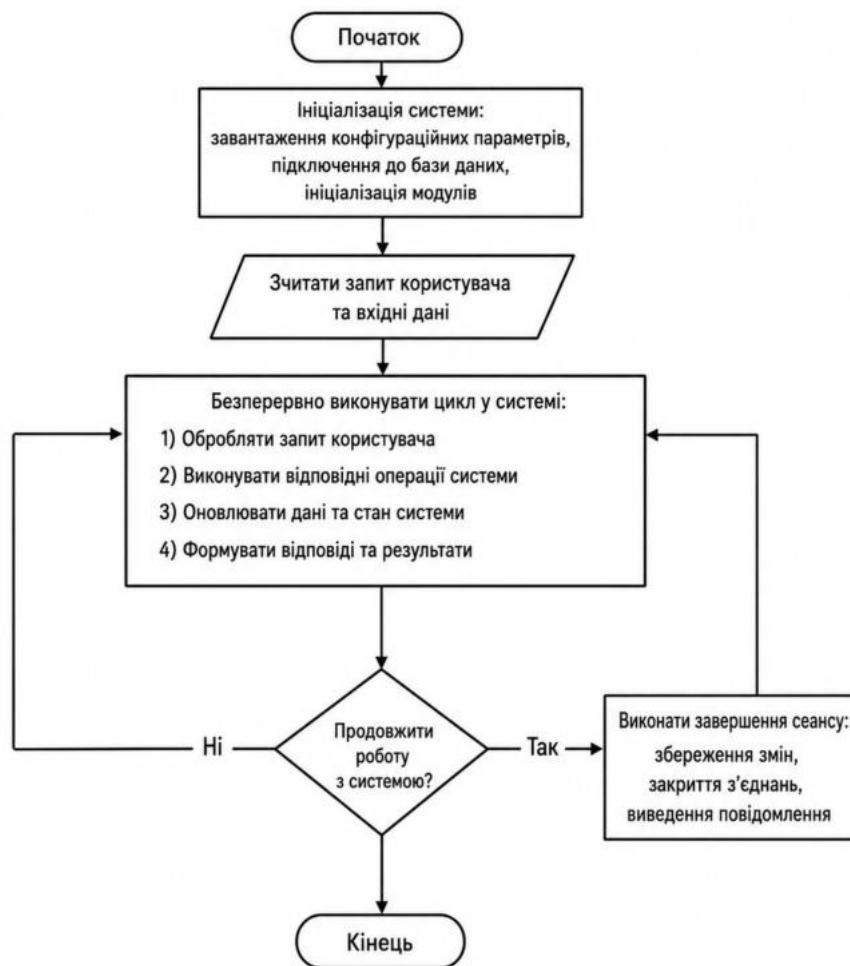 Початок
Ініціалізація системи:
завантаження конфігураційних параметрів,
підключення до бази даних,
ініціалізація модулів
Зчитати запит користувача
та вхідні дані
Безперервно виконувати цикл у системі:
1) Обробляти запит користувача
2) Виконувати відповідні операції системи
3) Оновлювати дані та стан системи
4) Формувати відповіді та результати
Ні
Продовжити
роботу
з системою?
Так
Виконати завершення сеансу:
збереження змін,
закриття з’єднань,
виведення повідомлення
Кінець